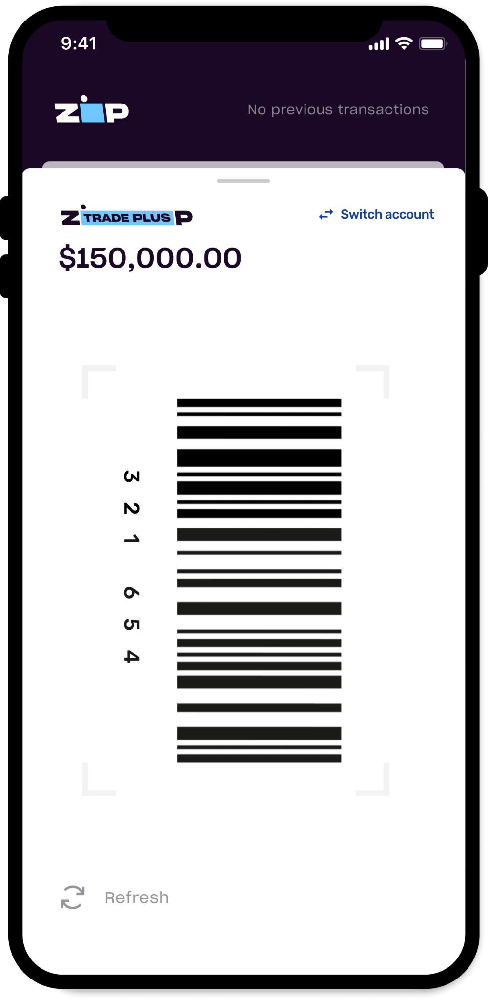 9:41
ZIP
No previous transactions
Z TRADE PLUS P
Switch account
$150,000.00
3 2 1 6 5 4
Refresh